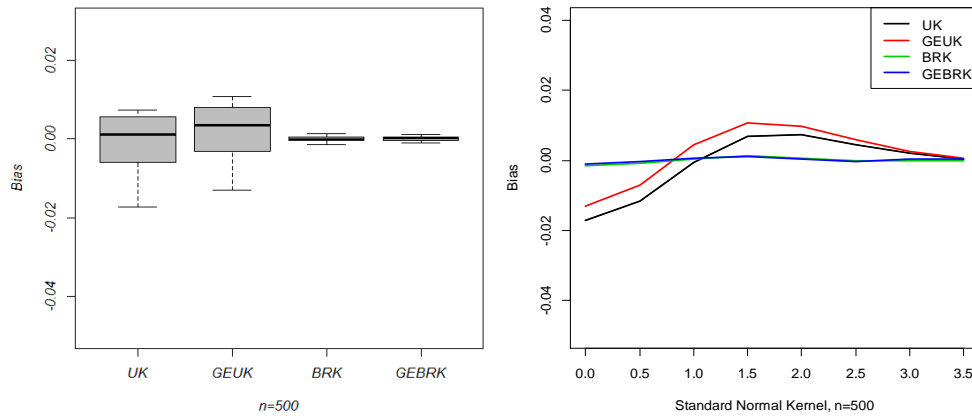 Bias
0.02
0.00
-0.02
-0.04
UK GEUK BRK GEBRK
n=500
Bias
0.04
0.02
0.00
-0.02
-0.04
UK
GEUK
BRK
GEBRK
0.0 0.5 1.0 1.5 2.0 2.5 3.0 3.5
Standard Normal Kernel, n=500